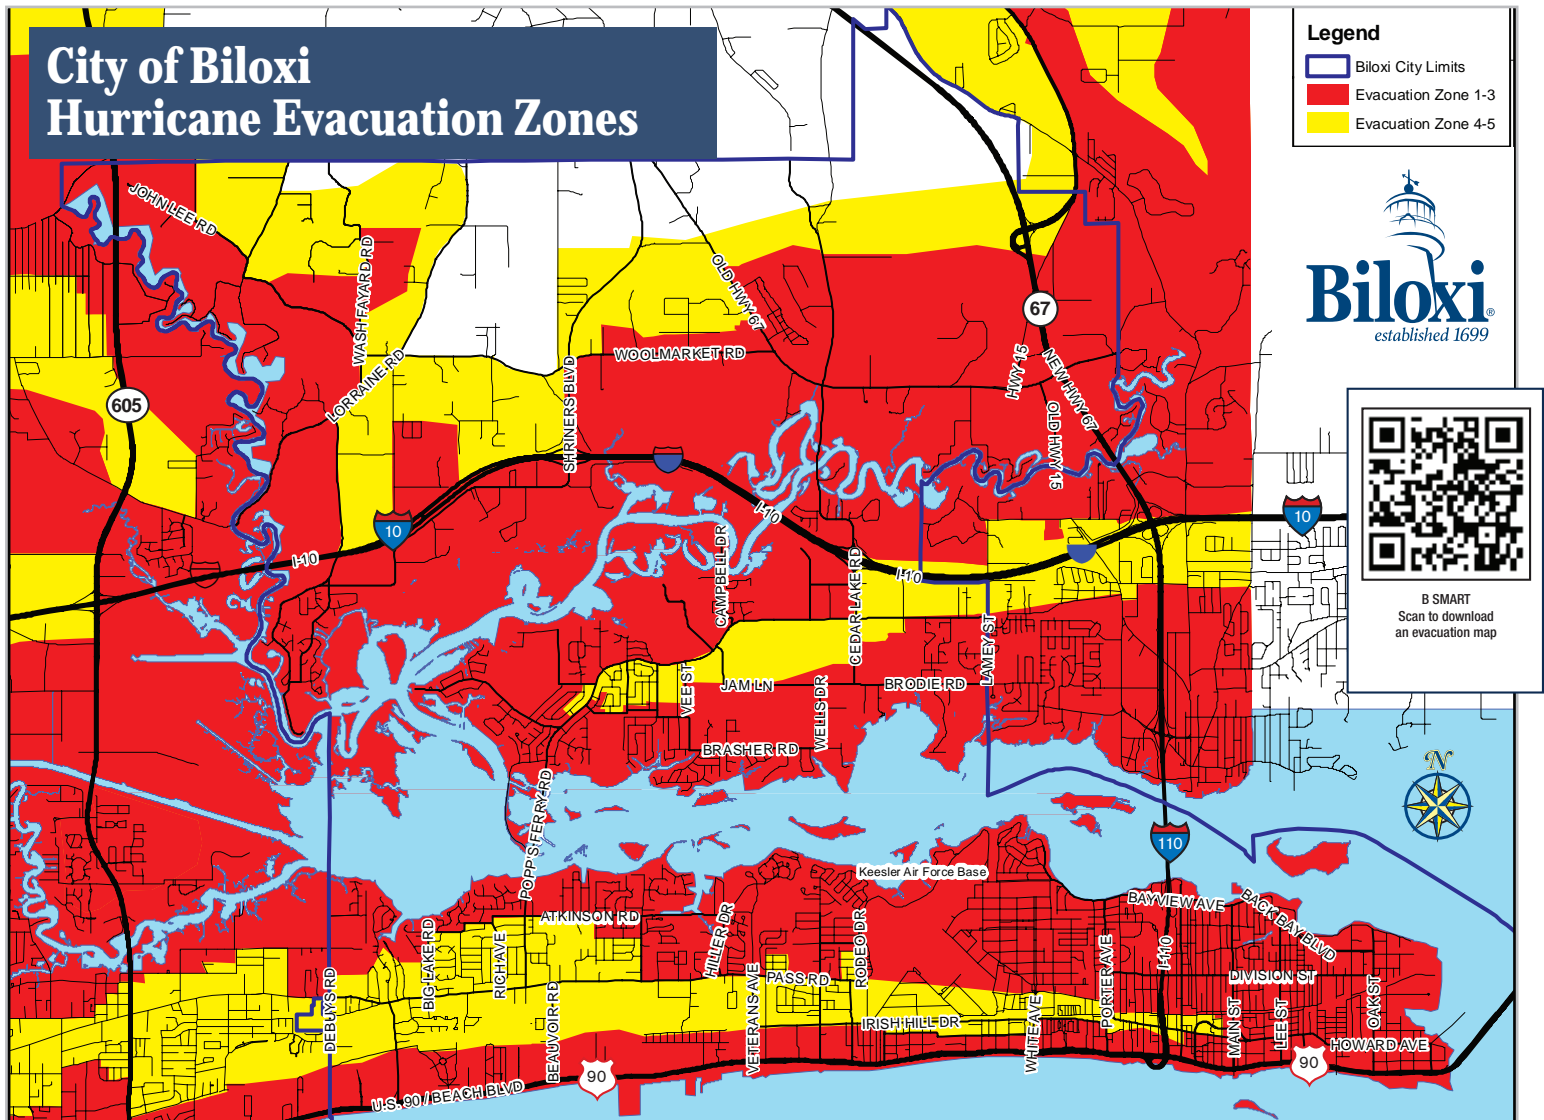 City of Biloxi
Hurricane Evacuation Zones
Legend
Biloxi City Limits
Evacuation Zone 1-3
Evacuation Zone 4-5
Biloxi®
established 1699
B SMART
Scan to download
an evacuation map
N
JOHN LEE RD
WASH FAYARD RD
LORRAINE RD
OLD HWY 67
67
605
WOOLMARKET RD
SHRINERS BLVD
HWY 15
NEW HWY 67
OLD HWY 15
10
I-10
I-10
I-10
10
CAMPBELL DR
CEDAR LAKE RD
LAMEY ST
VEE ST
JAM LN
WELLS DR
BRODIE RD
BRASHER RD
POPP'S FERRY RD
110
Keesler Air Force Base
BAYVIEW AVE
BACK BAY BLVD
ATKINSON RD
BIG LAKE RD
RICH AVE
HILLER DR
RODEO DR
PORTER AVE
I-110
DIVISION ST
PASS RD
DEBUYS RD
BEAUVOIR RD
VETERANS AVE
IRISH HILL DR
WHITE AVE
MAIN ST
LEE ST
OAK ST
HOWARD AVE
90
90
U.S. 90 / BEACH BLVD